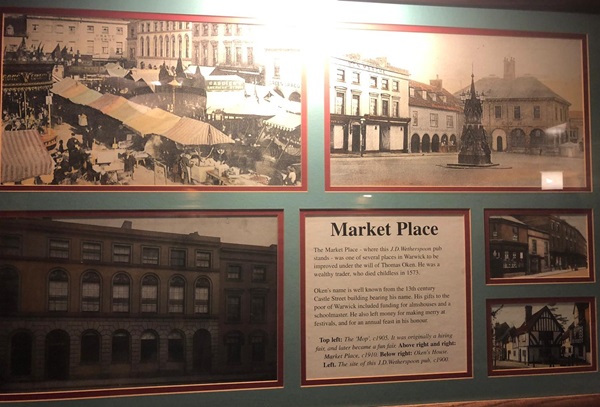 Market Place
The Market Place - where this J.D.Wetherspoon pub
stands - was one of several places in Warwick to be
improved under the will of Thomas Oken. He was a
wealthy trader, who died childless in 1573.
Oken's name is well known from the 13th century
Castle Street building bearing his name. His gifts to the
poor of Warwick included funding for almshouses and a
schoolmaster. He also left money for making merry at
festivals, and for an annual feast in his honour.
Top left: The 'Mop', c1905. It was originally a hiring
fair, and later became a fun fair. Above right and right:
Market Place, c1910. Below right: Oken's House.
Left. The site of this J.D.Wetherspoon pub, c1900.